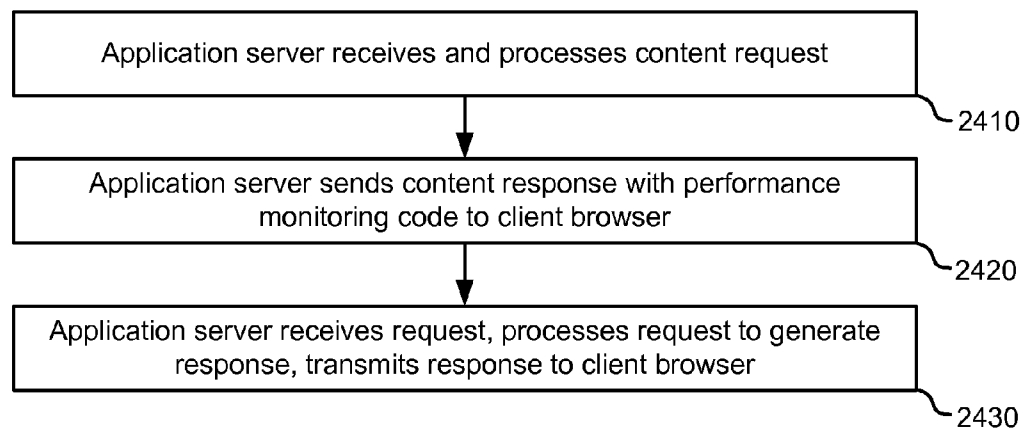 Application server receives and processes content request
2410
Application server sends content response with performance
monitoring code to client browser
2420
Application server receives request, processes request to generate
response, transmits response to client browser
2430